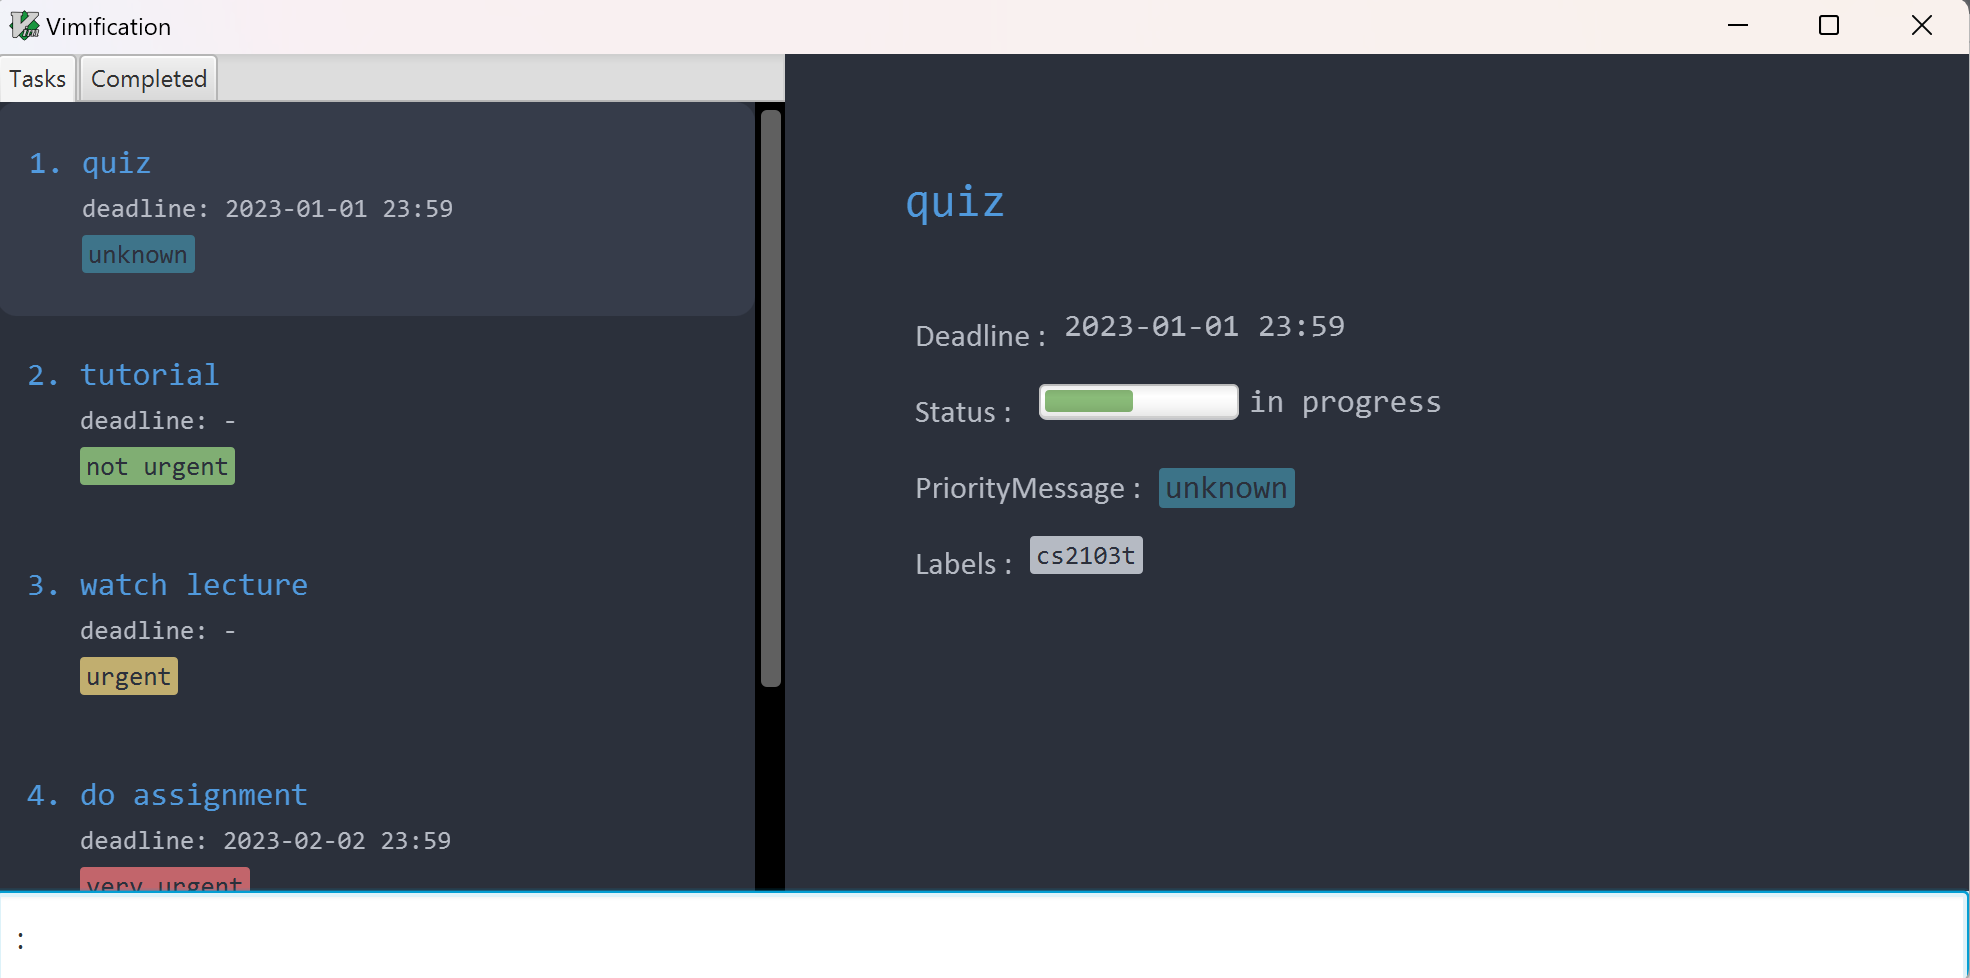 Vimification
Tasks
Completed
1. quiz
deadline: 2023-01-01 23:59
unknown
2. tutorial
deadline: -
not urgent
3. watch lecture
deadline: -
urgent
4. do assignment
deadline: 2023-02-02 23:59
very urgent
quiz
Deadline : 2023-01-01 23:59
Status : in progress
PriorityMessage : unknown
Labels : cs2103t
: